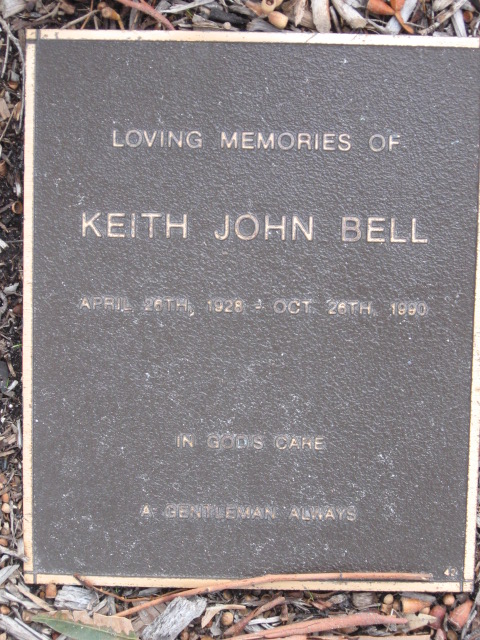 LOVING MEMORIES OF
KEITH JOHN BELL
APRIL 26TH, 1928 - OCT. 26TH, 1990
IN GOD'S CARE
A GENTLEMAN ALWAYS